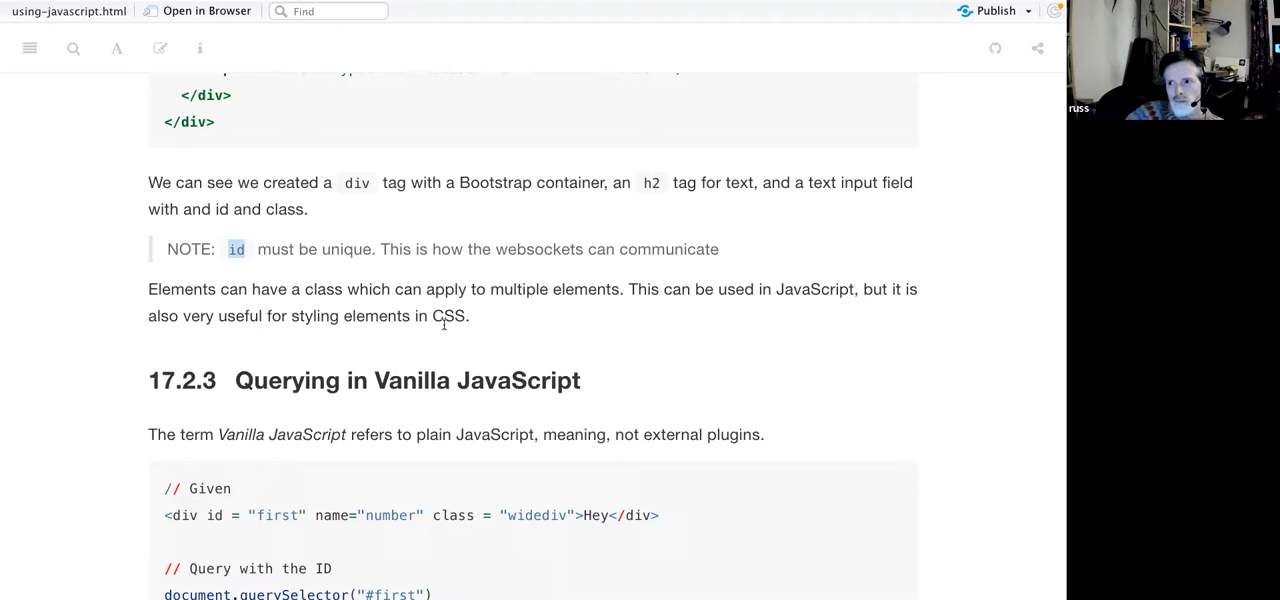 using-javascript.html Open in Browser Find Publish
russ
</div>
</div>
We can see we created a div tag with a Bootstrap container, an h2 tag for text, and a text input field
with and id and class.
NOTE: id must be unique. This is how the websockets can communicate
Elements can have a class which can apply to multiple elements. This can be used in JavaScript, but it is
also very useful for styling elements in CSS.
17.2.3 Querying in Vanilla JavaScript
The term Vanilla JavaScript refers to plain JavaScript, meaning, not external plugins.
// Given
<div id = "first" name="number" class = "widediv">Hey</div>
// Query with the ID
document.querySelector("#first")